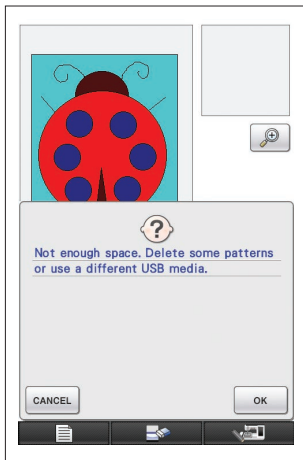 Not enough space. Delete some patterns
or use a different USB media.
CANCEL
OK